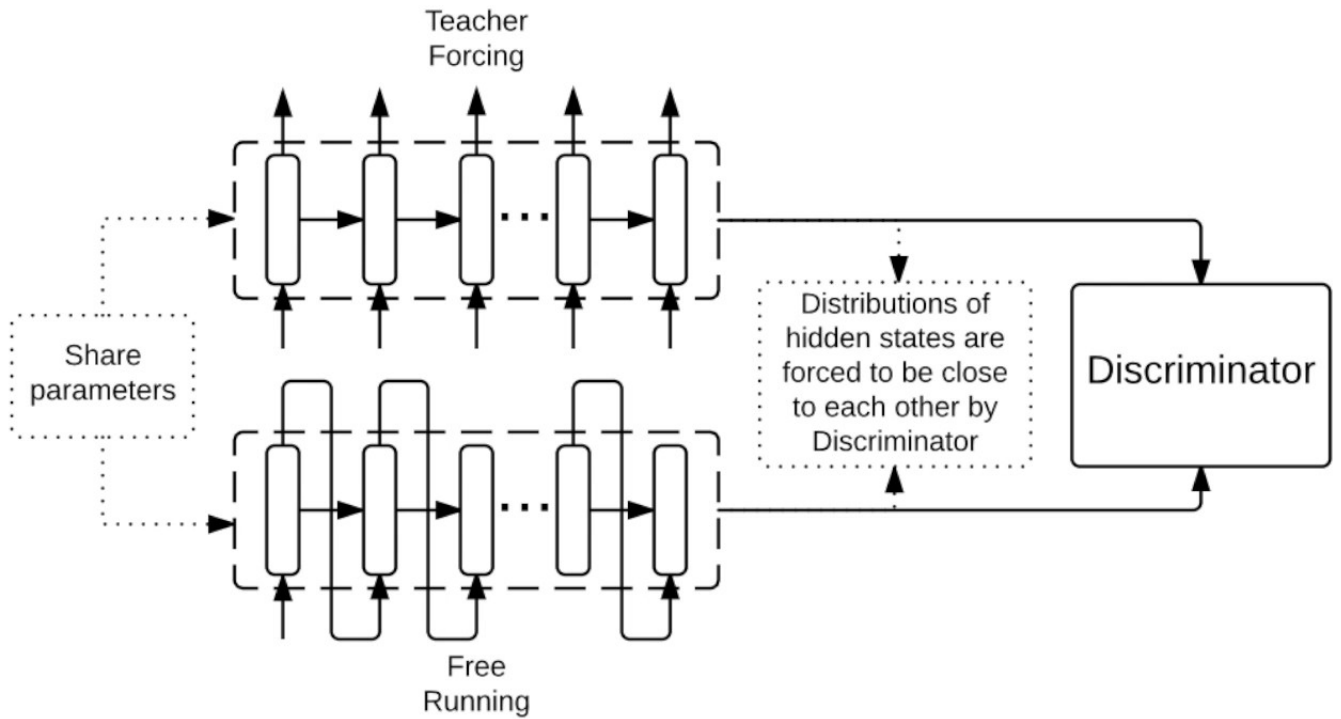 Teacher
Forcing
Share
parameters
Distributions of
hidden states are
forced to be close
to each other by
Discriminator
Discriminator
Free
Running